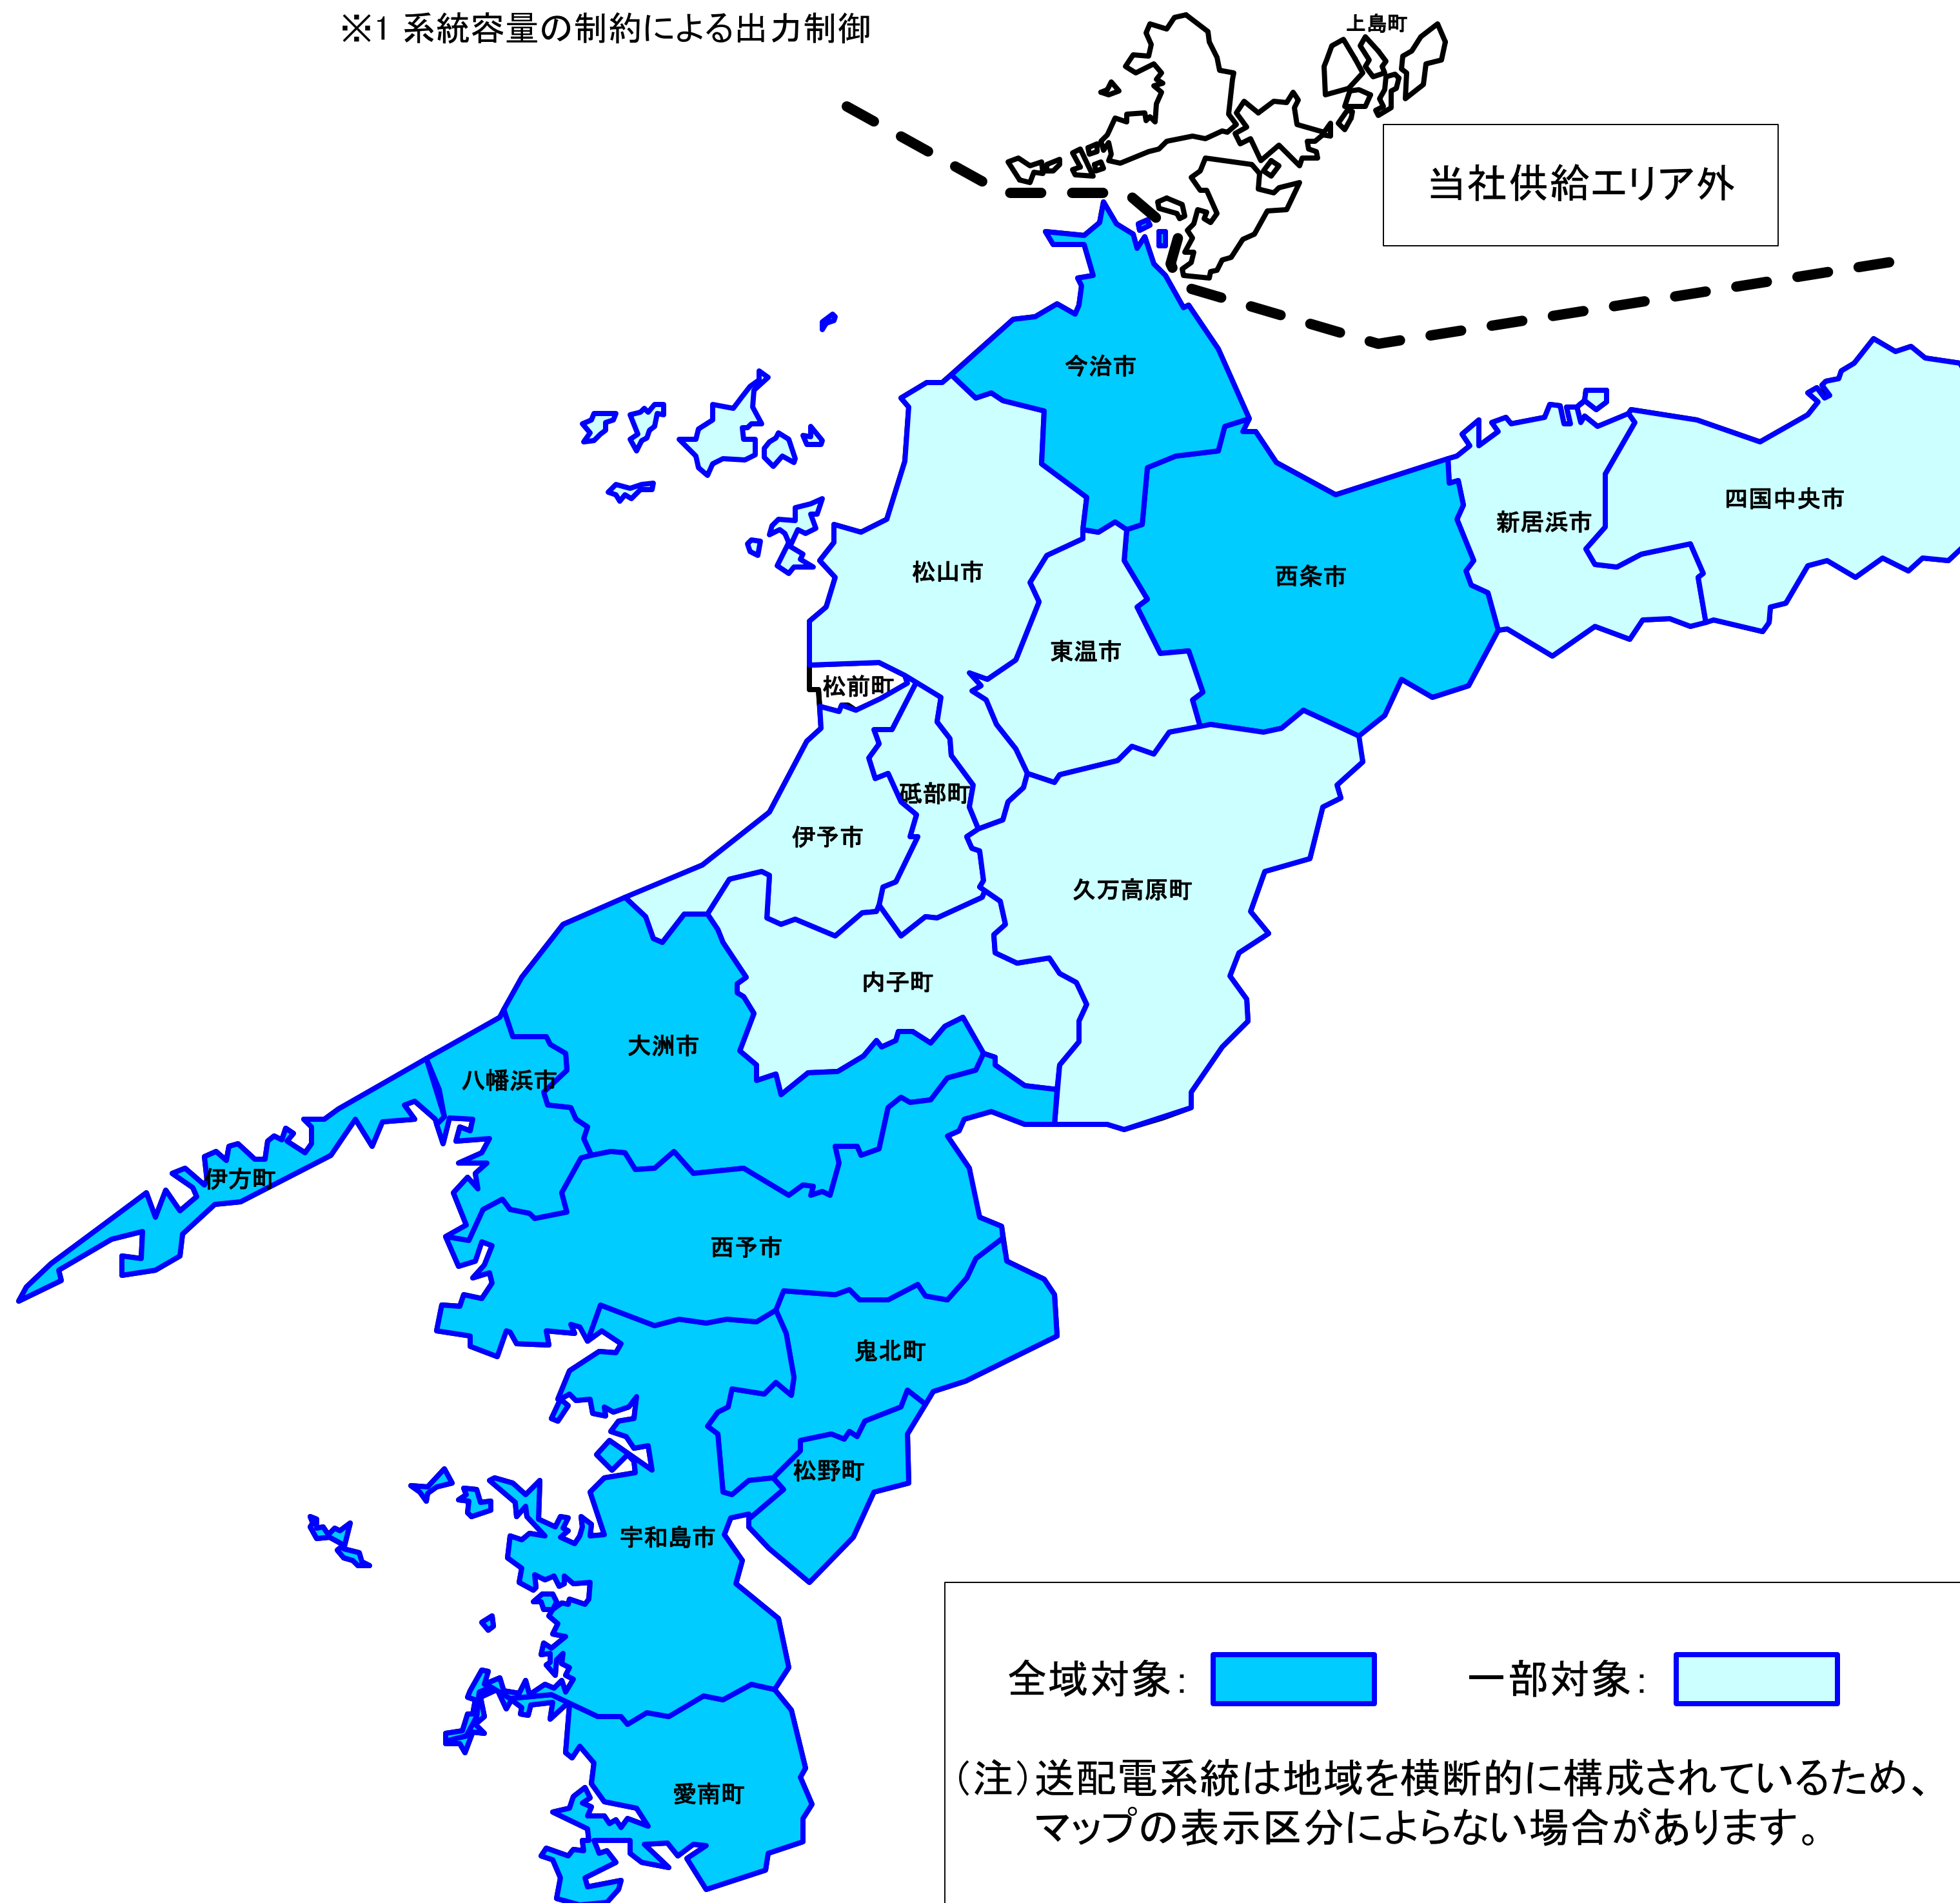 ※1 系統容量の制約による出力制御
上島町
当社供給エリア外
今治市
四国中央市
新居浜市
松山市
西条市
東温市
松前町
砥部町
伊予市
久万高原町
内子町
大洲市
八幡浜市
伊方町
西予市
鬼北町
松野町
宇和島市
愛南町
全域対象：
一部対象：
（注）送配電系統は地域を横断的に構成されているため、
マップの表示区分によらない場合があります。